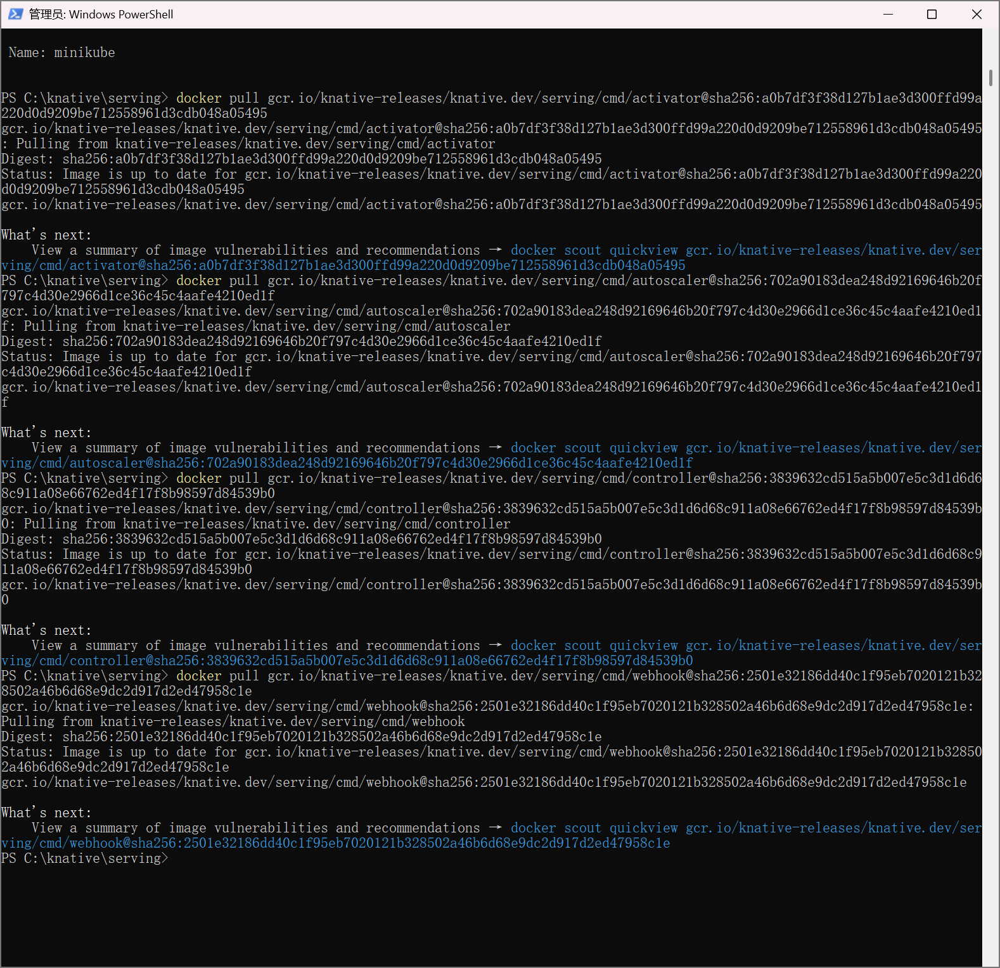 管理员: Windows PowerShell
Name: minikube
PS C:\knative\serving> docker pull gcr.io/knative-releases/knative.dev/serving/cmd/activator@sha256:a0b7df3f38d127b1ae3d300ffd99a
220d0d9209be712558961d3cdb048a05495
gcr.io/knative-releases/knative.dev/serving/cmd/activator@sha256:a0b7df3f38d127b1ae3d300ffd99a220d0d9209be712558961d3cdb048a05495
: Pulling from knative-releases/knative.dev/serving/cmd/activator
Digest: sha256:a0b7df3f38d127b1ae3d300ffd99a220d0d9209be712558961d3cdb048a05495
Status: Image is up to date for gcr.io/knative-releases/knative.dev/serving/cmd/activator@sha256:a0b7df3f38d127b1ae3d300ffd99a220
d0d9209be712558961d3cdb048a05495
gcr.io/knative-releases/knative.dev/serving/cmd/activator@sha256:a0b7df3f38d127b1ae3d300ffd99a220d0d9209be712558961d3cdb048a05495
What's next:
    View a summary of image vulnerabilities and recommendations → docker scout quickview gcr.io/knative-releases/knative.dev/ser
ving/cmd/activator@sha256:a0b7df3f38d127b1ae3d300ffd99a220d0d9209be712558961d3cdb048a05495
PS C:\knative\serving> docker pull gcr.io/knative-releases/knative.dev/serving/cmd/autoscaler@sha256:702a90183dea248d92169646b20f
797c4d30e2966d1ce36c45c4aafe4210ed1f
gcr.io/knative-releases/knative.dev/serving/cmd/autoscaler@sha256:702a90183dea248d92169646b20f797c4d30e2966d1ce36c45c4aafe4210ed1
f: Pulling from knative-releases/knative.dev/serving/cmd/autoscaler
Digest: sha256:702a90183dea248d92169646b20f797c4d30e2966d1ce36c45c4aafe4210ed1f
Status: Image is up to date for gcr.io/knative-releases/knative.dev/serving/cmd/autoscaler@sha256:702a90183dea248d92169646b20f797
c4d30e2966d1ce36c45c4aafe4210ed1f
gcr.io/knative-releases/knative.dev/serving/cmd/autoscaler@sha256:702a90183dea248d92169646b20f797c4d30e2966d1ce36c45c4aafe4210ed1
f
What's next:
    View a summary of image vulnerabilities and recommendations → docker scout quickview gcr.io/knative-releases/knative.dev/ser
ving/cmd/autoscaler@sha256:702a90183dea248d92169646b20f797c4d30e2966d1ce36c45c4aafe4210ed1f
PS C:\knative\serving> docker pull gcr.io/knative-releases/knative.dev/serving/cmd/controller@sha256:3839632cd515a5b007e5c3d1d6d6
8c911a08e66762ed4f17f8b98597d84539b0
gcr.io/knative-releases/knative.dev/serving/cmd/controller@sha256:3839632cd515a5b007e5c3d1d6d68c911a08e66762ed4f17f8b98597d84539b
0: Pulling from knative-releases/knative.dev/serving/cmd/controller
Digest: sha256:3839632cd515a5b007e5c3d1d6d68c911a08e66762ed4f17f8b98597d84539b0
Status: Image is up to date for gcr.io/knative-releases/knative.dev/serving/cmd/controller@sha256:3839632cd515a5b007e5c3d1d6d68c9
11a08e66762ed4f17f8b98597d84539b0
gcr.io/knative-releases/knative.dev/serving/cmd/controller@sha256:3839632cd515a5b007e5c3d1d6d68c911a08e66762ed4f17f8b98597d84539b
0
What's next:
    View a summary of image vulnerabilities and recommendations → docker scout quickview gcr.io/knative-releases/knative.dev/ser
ving/cmd/controller@sha256:3839632cd515a5b007e5c3d1d6d68c911a08e66762ed4f17f8b98597d84539b0
PS C:\knative\serving> docker pull gcr.io/knative-releases/knative.dev/serving/cmd/webhook@sha256:2501e32186dd40c1f95eb7020121b32
8502a46b6d68e9dc2d917d2ed47958c1e
gcr.io/knative-releases/knative.dev/serving/cmd/webhook@sha256:2501e32186dd40c1f95eb7020121b328502a46b6d68e9dc2d917d2ed47958c1e:
Pulling from knative-releases/knative.dev/serving/cmd/webhook
Digest: sha256:2501e32186dd40c1f95eb7020121b328502a46b6d68e9dc2d917d2ed47958c1e
Status: Image is up to date for gcr.io/knative-releases/knative.dev/serving/cmd/webhook@sha256:2501e32186dd40c1f95eb7020121b32850
2a46b6d68e9dc2d917d2ed47958c1e
gcr.io/knative-releases/knative.dev/serving/cmd/webhook@sha256:2501e32186dd40c1f95eb7020121b328502a46b6d68e9dc2d917d2ed47958c1e
What's next:
    View a summary of image vulnerabilities and recommendations → docker scout quickview gcr.io/knative-releases/knative.dev/ser
ving/cmd/webhook@sha256:2501e32186dd40c1f95eb7020121b328502a46b6d68e9dc2d917d2ed47958c1e
PS C:\knative\serving>